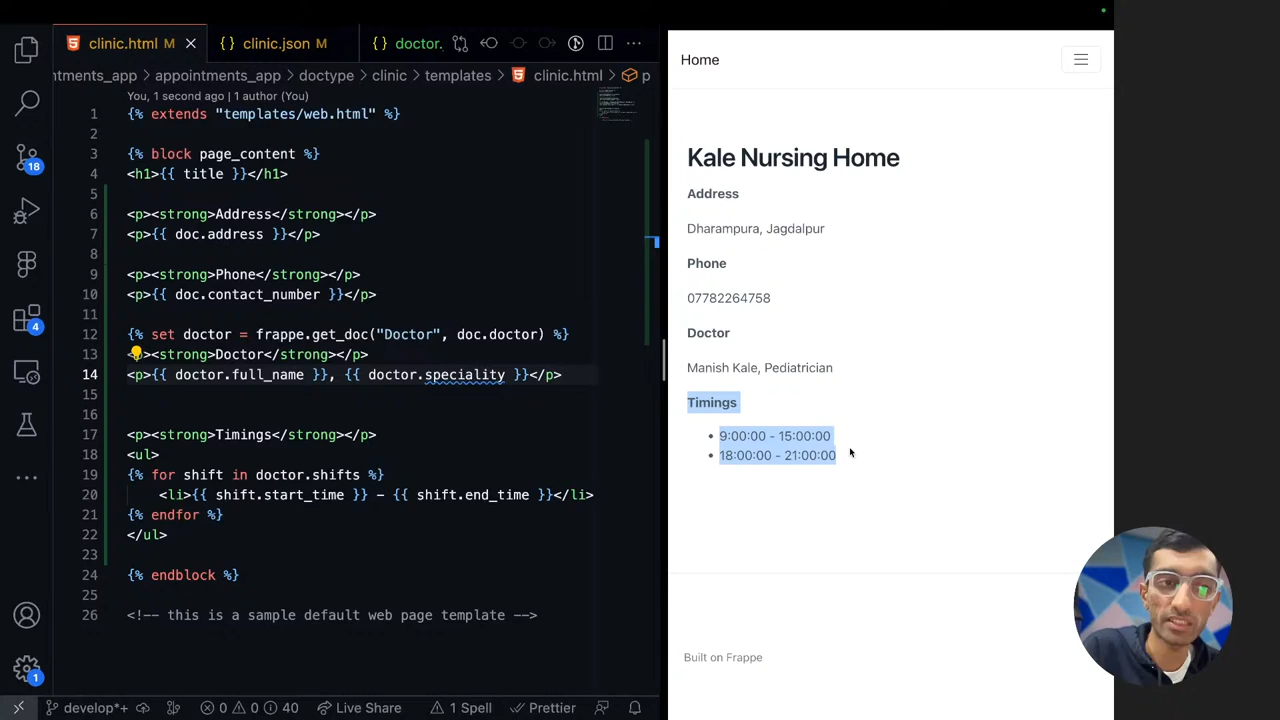 clinic.html M
clinic.json M
doctor.
ntments_app > appointments_app > doctype > clinic > templates > clinic.html > p
You, 1 second ago | 1 author (You)
1 {% extends "templates/web.html" %}
2
3 {% block page_content %}
4 <h1>{{ title }}</h1>
5
6 <p><strong>Address</strong></p>
7 <p>{{ doc.address }}</p>
8
9 <p><strong>Phone</strong></p>
10 <p>{{ doc.contact_number }}</p>
11
12 {% set doctor = frappe.get_doc("Doctor", doc.doctor) %}
13 <p><strong>Doctor</strong></p>
14 <p>{{ doctor.full_name }}, {{ doctor.speciality }}</p>
15
16
17 <p><strong>Timings</strong></p>
18 <ul>
19 {% for shift in doctor.shifts %}
20 <li>{{ shift.start_time }} - {{ shift.end_time }}</li>
21 {% endfor %}
22 </ul>
23
24 {% endblock %}
25
26 <!-- this is a sample default web page template -->
18
4
1
develop*+
0
0
40
Live Share
1 Spell
Prettier
Home
Kale Nursing Home
Address
Dharampura, Jagdalpur
Phone
07782264758
Doctor
Manish Kale, Pediatrician
Timings
9:00:00 - 15:00:00
18:00:00 - 21:00:00
Built on Frappe